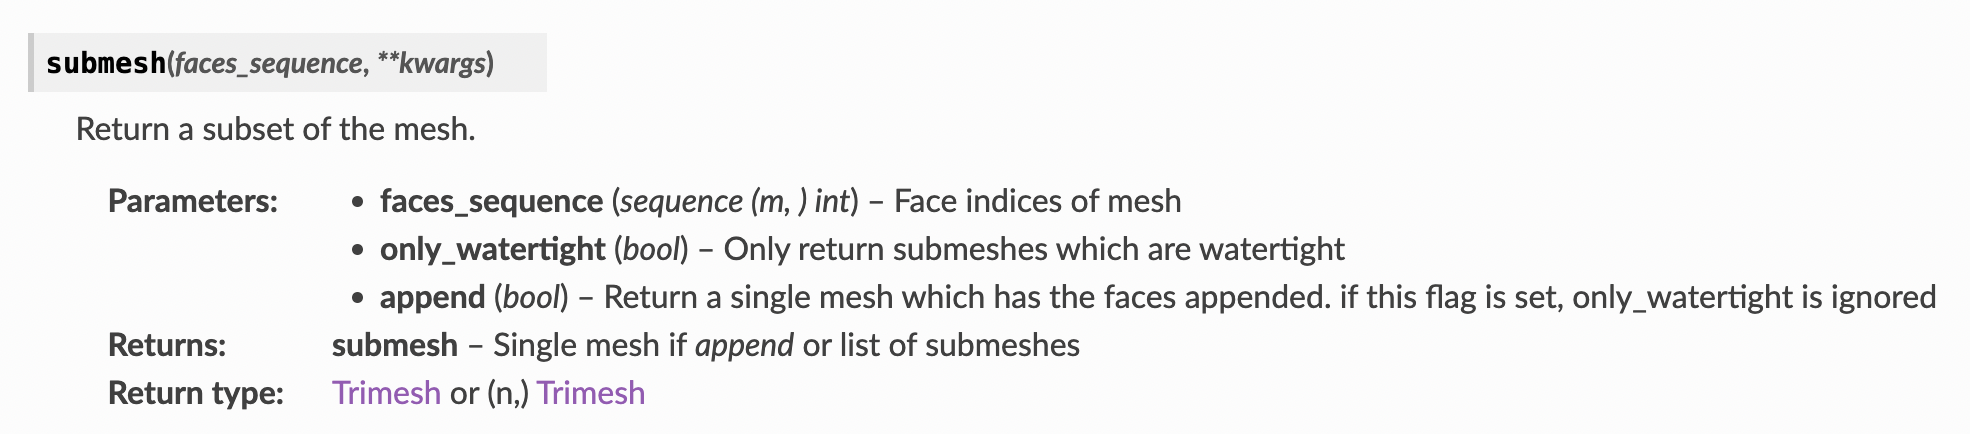 submesh(faces_sequence, **kwargs)
Return a subset of the mesh.
Parameters: • faces_sequence (sequence (m, ) int) – Face indices of mesh
• only_watertight (bool) – Only return submeshes which are watertight
• append (bool) – Return a single mesh which has the faces appended. if this flag is set, only_watertight is ignored
Returns: submesh – Single mesh if append or list of submeshes
Return type: Trimesh or (n,) Trimesh